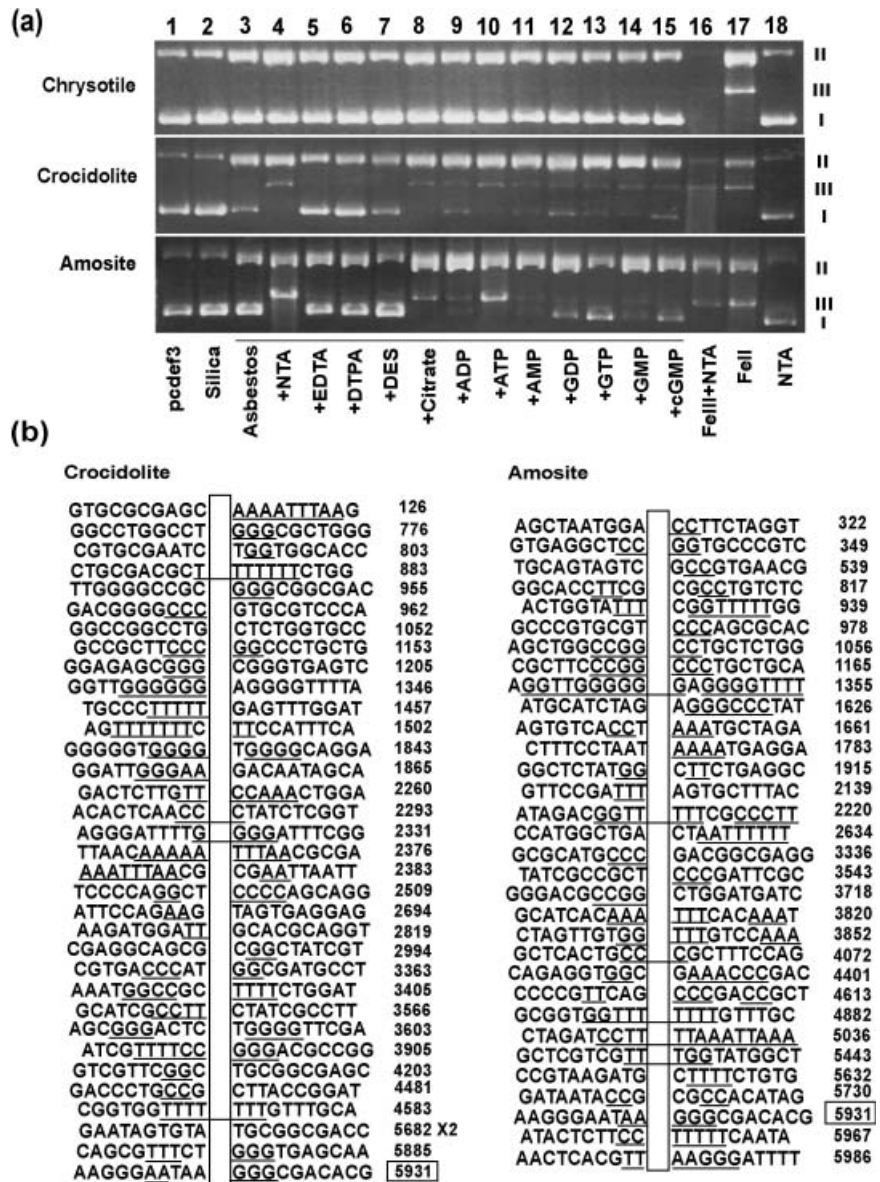 (a)
1 2 3 4 5 6 7 8 9 10 11 12 13 14 15 16 17 18
Chrysotile
II
III
I
Crocidolite
II
III
I
Amosite
II
III
I
pcdef3
Silica
Asbestos
+NTA
+EDTA
+DTPA
+DES
+Citrate
+ADP
+ATP
+AMP
+GDP
+GTP
+GMP
+cGMP
FeIII+NTA
FeII
NTA
(b)
Crocidolite
GTGCGCGAGC AAAATTTAAG 126
GGCCTGGCCT GGGCGCTGGG 776
CGTGCGAATC TGGTGGCACC 803
CTGCGACGCT TTTTTTCTGG 883
TTGGGGCCGC GGGCGGCGAC 955
GACGGGGCCC GTGCGTCCCA 962
GGCCGGCCTG CTCTGGTGCC 1052
GCCGCTTCCC GGCCCTGCTG 1153
GGAGAGCGGG CGGGTGAGTC 1205
GGTTGGGGGG AGGGGTTTTA 1346
TGCCCTTTTT GAGTTTGGAT 1457
AGTTTTTTTC TTCCATTTCA 1502
GGGGGTGGGG TGGGGCAGGA 1843
GGATTGGGAA GACAATAGCA 1865
GACTCTTGTT CCAAACTGGA 2260
ACACTCAACC CTATCTCGGT 2293
AGGGATTTTG GGGATTTCGG 2331
TTAACAAAAA TTTAACGCGA 2376
AAATTTAACG CGAATTAATT 2383
TCCCCAGGCT CCCCAGCAGG 2509
ATTCCAGAAG TAGTGAGGAG 2694
AAGATGGATT GCACGCAGGT 2819
CGAGGCAGCG CGGCTATCGT 2994
CGTGACCCAT GGCGATGCCT 3363
AAATGGCCGC TTTTCTGGAT 3405
GCATCGCCTT CTATCGCCTT 3566
AGCGGGACTC TGGGGTTCGA 3603
ATCGTTTTCC GGGACGCCGG 3905
GTCGTTCGGC TGCGGCGAGC 4203
GACCCTGCCG CTTACCGGAT 4481
CGGTGGTTTT TTTGTTTGCA 4583
GAATAGTGTA TGCGGCGACC 5682 X2
CAGCGTTTCT GGGTGAGCAA 5885
AAGGGAATAA GGGCGACACG 5931
Amosite
AGCTAATGGA CCTTCTAGGT 322
GTGAGGCTCC GGTGCCCGTC 349
TGCAGTAGTC GCCGTGAACG 539
GGCACCTTCG CGCCTGTCTC 817
ACTGGTATTT CGGTTTTTGG 939
GCCCGTGCGT CCCAGCGCAC 978
AGCTGGCCGG CCTGCTCTGG 1056
CGCTTCCCGG CCCTGCTGCA 1165
AGGTTGGGGG GAGGGGTTTT 1355
ATGCATCTAG AGGGCCCTAT 1626
AGTGTCACCT AAATGCTAGA 1661
CTTTCCTAAT AAAATGAGGA 1783
GGCTCTATGG CTTCTGAGGC 1915
GTTCCGATTT AGTGCTTTAC 2139
ATAGACGGTT TTTCGCCCTT 2220
CCATGGCTGA CTAATTTTTT 2634
GCGCATGCCC GACGGCGAGG 3336
TATCGCCGCT CCCGATTCGC 3543
GGGACGCCGG CTGGATGATC 3718
GCATCACAAA TTTCACAAAT 3820
CTAGTTGTGG TTTGTCCAAA 3852
GCTCACTGCC CGCTTTCCAG 4072
CAGAGGTGGC GAAACCCGAC 4401
CCCCGTTCAG CCCGACCGCT 4613
GCGGTGGTTT TTTTGTTTGC 4882
CTAGATCCTT TTAAATTAAA 5036
GCTCGTCGTT TGGTATGGCT 5443
CCGTAAGATG CTTTTCTGTG 5632
GATAATACCG CGCCACATAG 5730
AAGGGAATAA GGGCGACACG 5931
ATACTCTTCC TTTTTCAATA 5967
AACTCACGTT AAGGGATTTT 5986